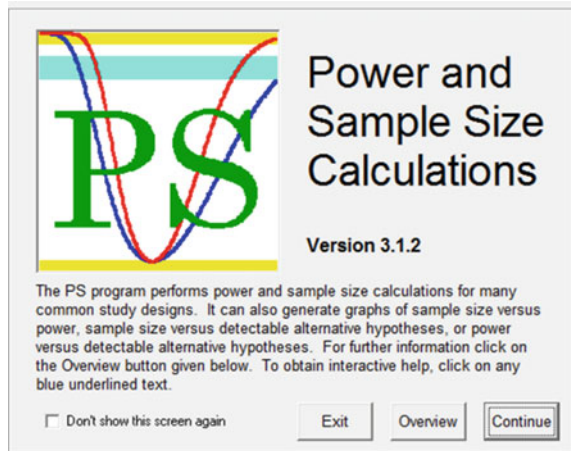 PS
Power and
Sample Size
Calculations
Version 3.1.2
The PS program performs power and sample size calculations for many
common study designs.  It can also generate graphs of sample size versus
power, sample size versus detectable alternative hypotheses, or power
versus detectable alternative hypotheses.  For further information click on
the Overview button given below.  To obtain interactive help, click on any
blue underlined text.
Don't show this screen again
Exit
Overview
Continue